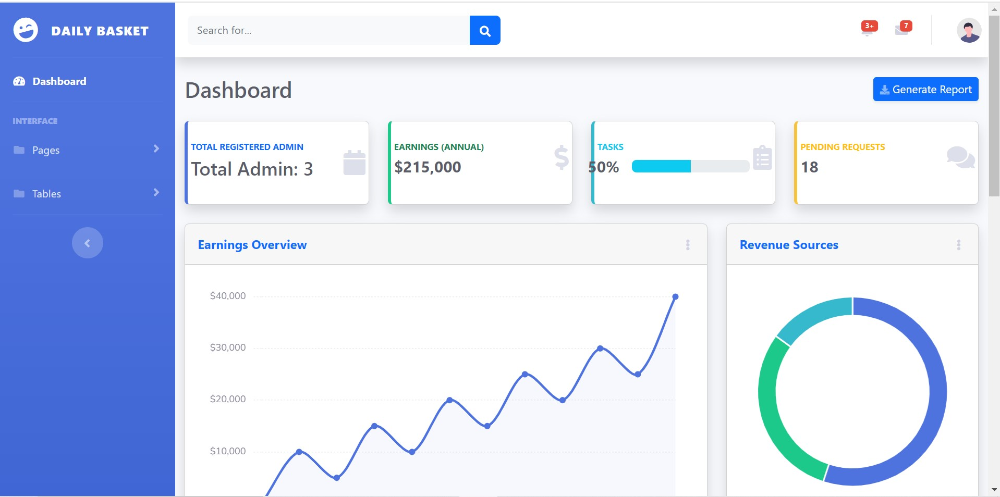 DAILY BASKET
Search for...
3+
7
Dashboard
INTERFACE
Pages
Tables
Dashboard
Generate Report
TOTAL REGISTERED ADMIN
Total Admin: 3
EARNINGS (ANNUAL)
$215,000
TASKS
50%
PENDING REQUESTS
18
Earnings Overview
$40,000
$30,000
$20,000
$10,000
Revenue Sources